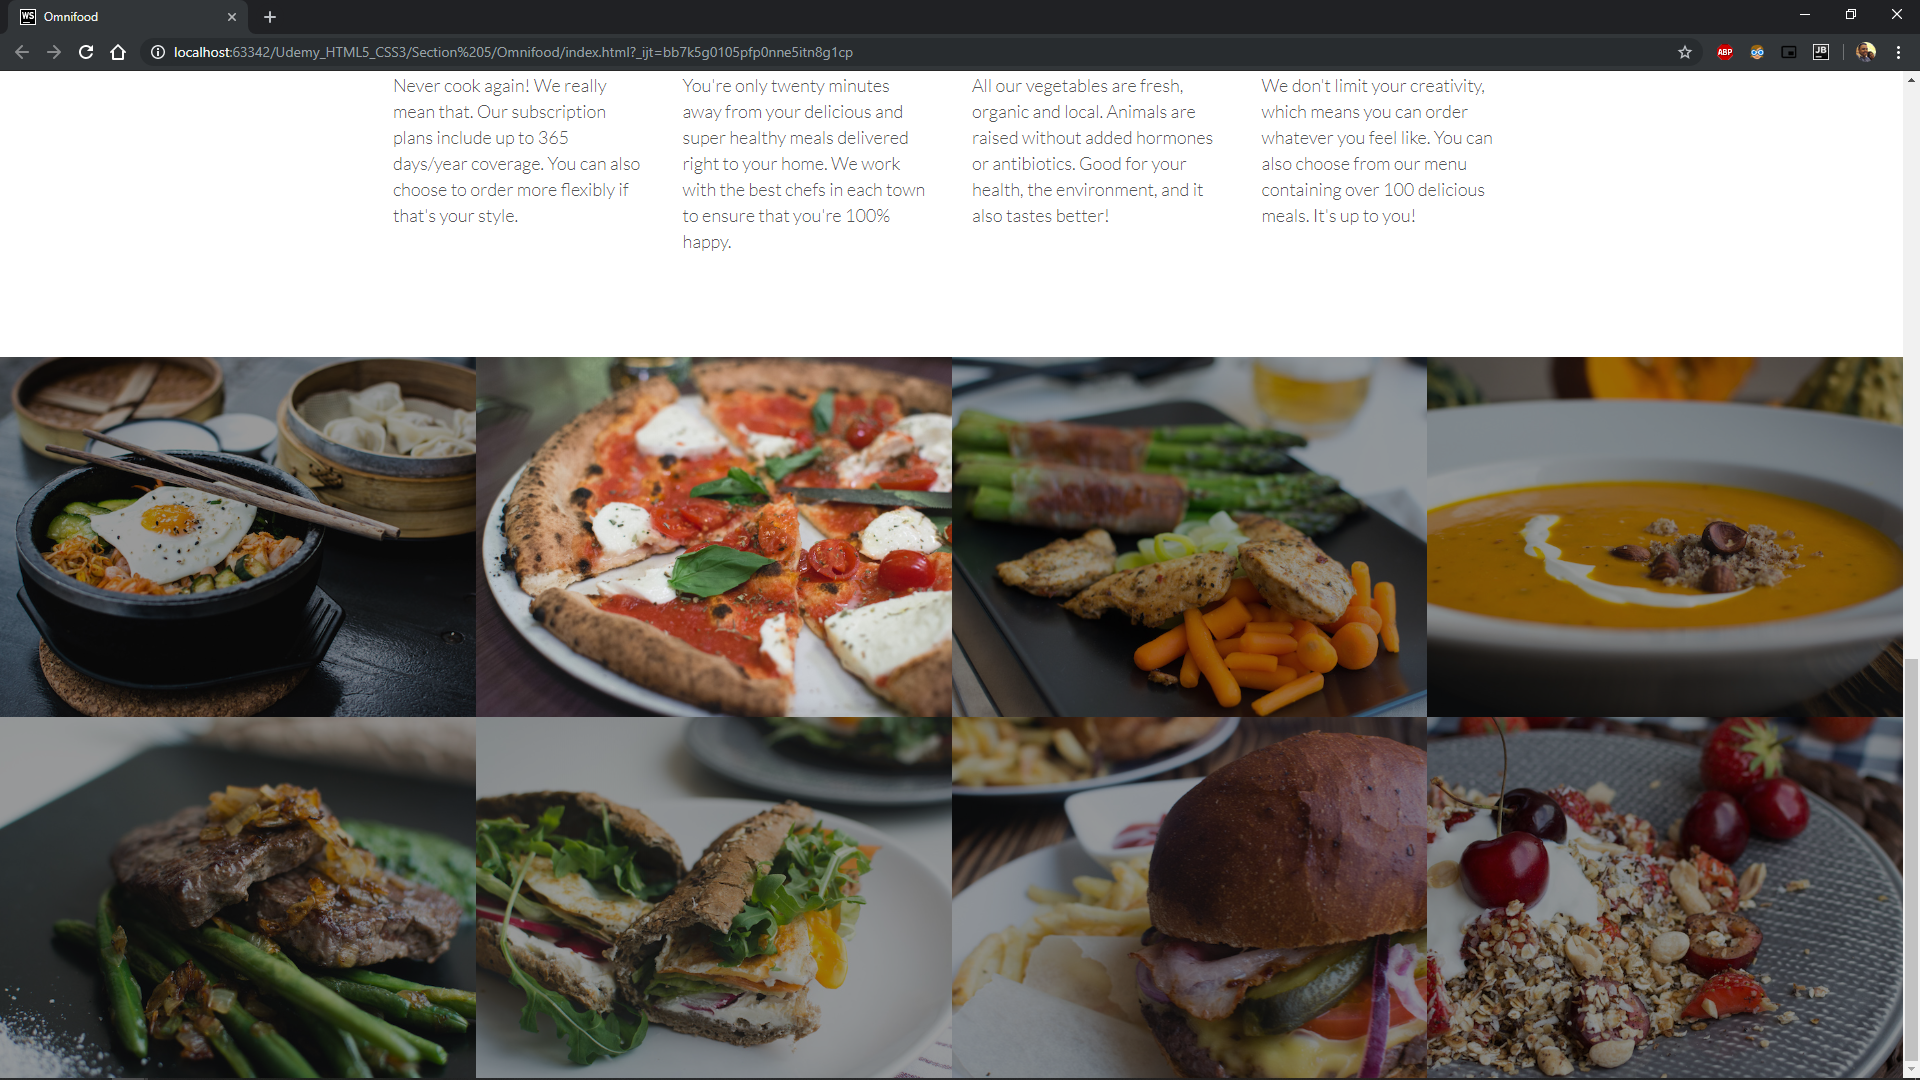 WS Omnifood
localhost:63342/Udemy_HTML5_CSS3/Section%205/Omnifood/index.html?_ijt=bb7k5g0105pfp0nne5itn8g1cp
ABP
JB
Never cook again! We really
mean that. Our subscription
plans include up to 365
days/year coverage. You can also
choose to order more flexibly if
that's your style.
You're only twenty minutes
away from your delicious and
super healthy meals delivered
right to your home. We work
with the best chefs in each town
to ensure that you're 100%
happy.
All our vegetables are fresh,
organic and local. Animals are
raised without added hormones
or antibiotics. Good for your
health, the environment, and it
also tastes better!
We don't limit your creativity,
which means you can order
whatever you feel like. You can
also choose from our menu
containing over 100 delicious
meals. It's up to you!